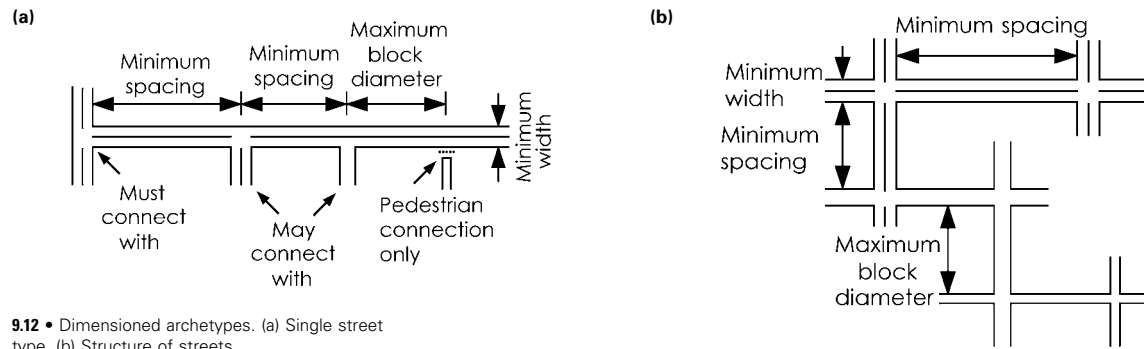 (a)
Minimum
spacing
Minimum
spacing
Maximum
block
diameter
Minimum
width
Must
connect
with
May
connect
with
Pedestrian
connection
only
9.12 • Dimensioned archetypes. (a) Single street
type. (b) Structure of streets
(b)
Minimum spacing
Minimum
width
Minimum
spacing
Maximum
block
diameter